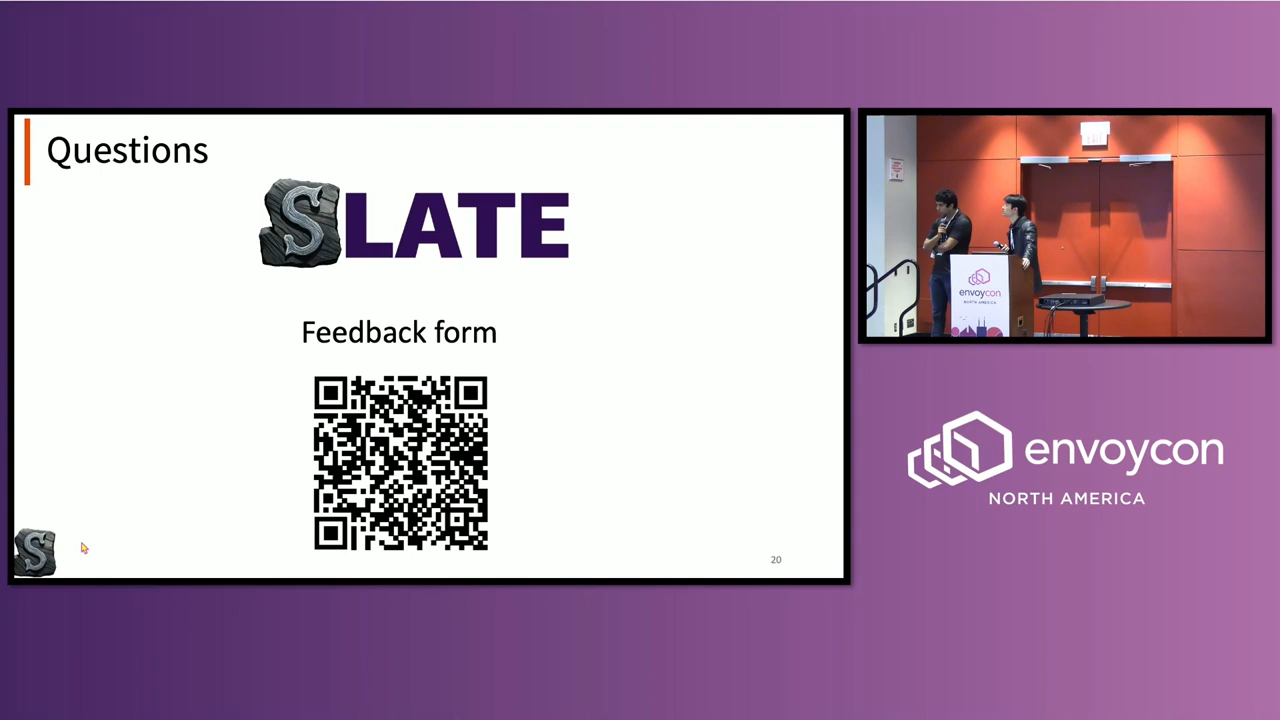 Questions
SLATE
Feedback form
S
20
envoycon
NORTH AMERICA
envoycon
NORTH AMERICA